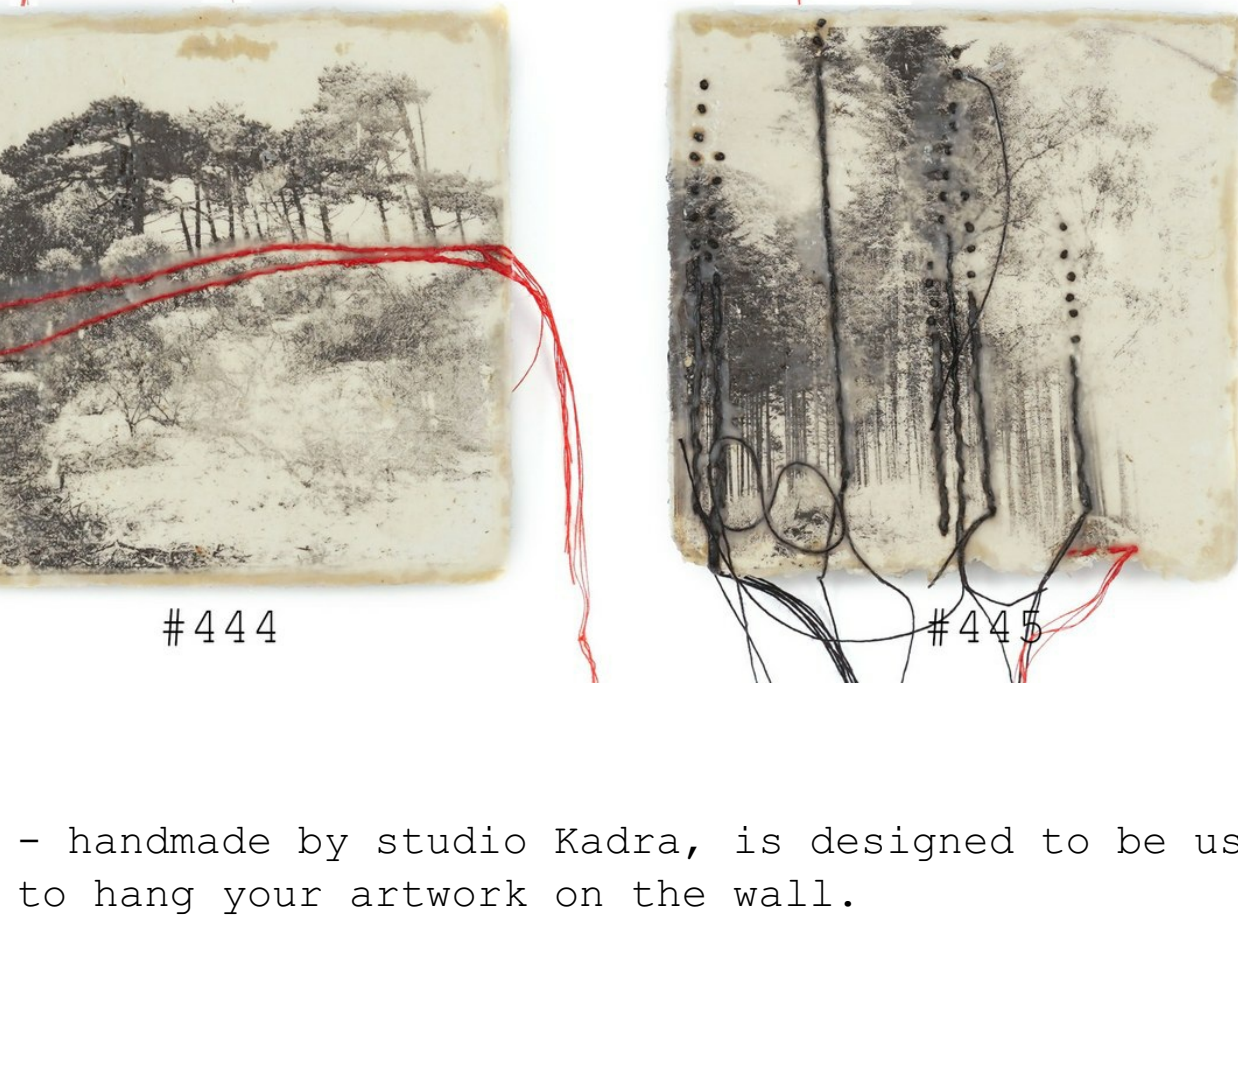 #444
#445
- handmade by studio Kadra, is designed to be us
to hang your artwork on the wall.